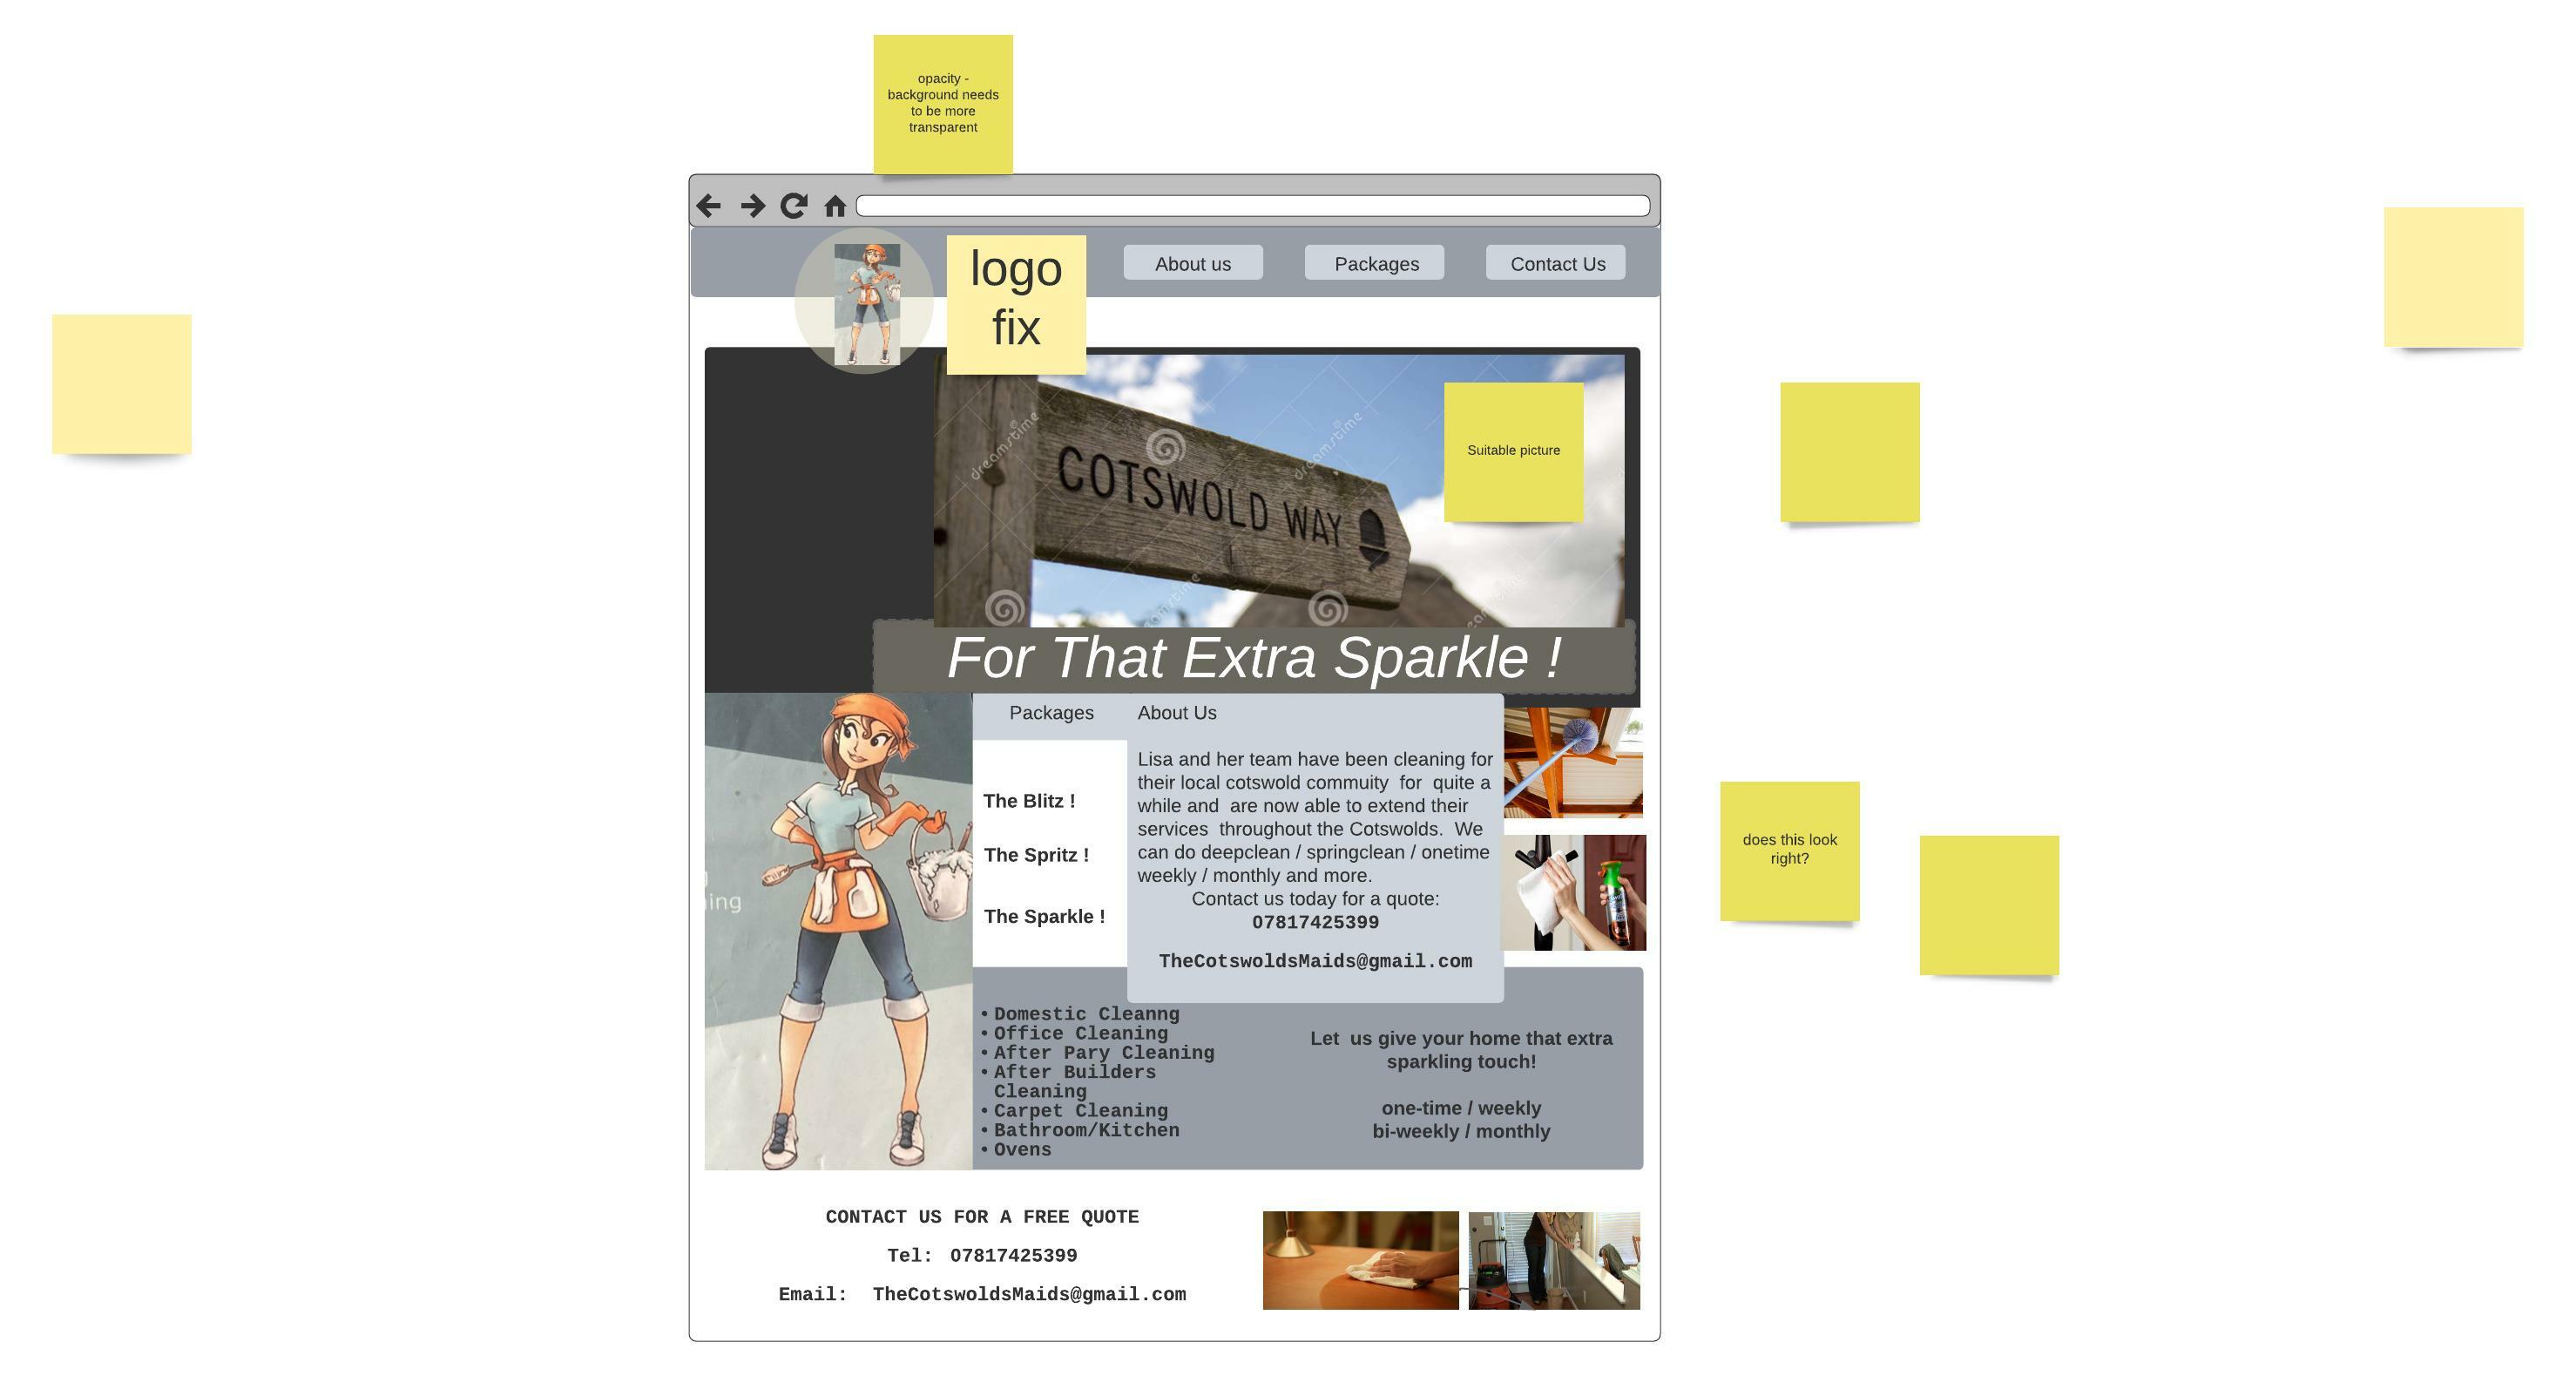 opacity -
background needs
to be more
transparent
logo
fix
About us
Packages
Contact Us
dreamstime
dreamstime
COTSWOLD WAY
Suitable picture
dreamstime
dreamstime
For That Extra Sparkle !
Packages
About Us
The Blitz !
The Spritz !
The Sparkle !
Lisa and her team have been cleaning for
their local cotswold commuity for quite a
while and are now able to extend their
services throughout the Cotswolds. We
can do deepclean / springclean / onetime
weekly / monthly and more.
Contact us today for a quote:
07817425399
TheCotswoldsMaids@gmail.com
does this look
right?
ing
• Domestic Cleanng
• Office Cleaning
• After Pary Cleaning
• After Builders
Cleaning
• Carpet Cleaning
• Bathroom/Kitchen
• Ovens
Let us give your home that extra
sparkling touch!
one-time / weekly
bi-weekly / monthly
CONTACT US FOR A FREE QUOTE
Tel: 07817425399
Email: TheCotswoldsMaids@gmail.com